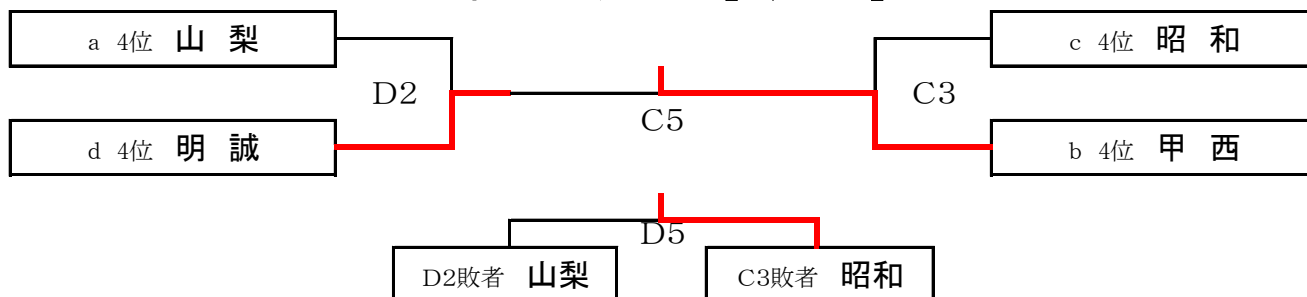 a 4位 山 梨
c 4位 昭 和
D2
C3
C5
d 4位 明 誠
b 4位 甲 西
D5
D2敗者 山梨
C3敗者 昭和